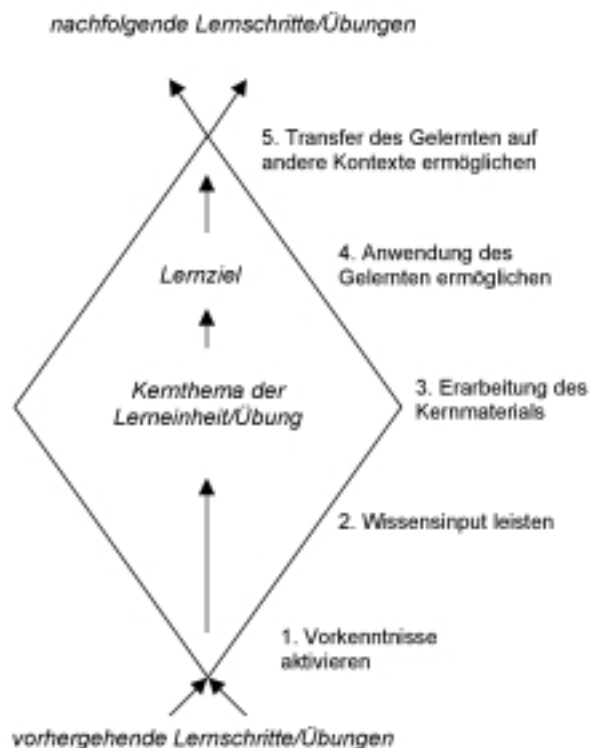 nachfolgende Lernschritte/Übungen
5. Transfer des Gelernten auf
andere Kontexte ermöglichen
4. Anwendung des
Gelernten ermöglichen
Lernziel
Kernthema der
Lerneinheit/Übung
3. Erarbeitung des
Kernmaterials
2. Wissensinput leisten
1. Vorkenntnisse
aktivieren
vorhergehende Lernschritte/Übungen